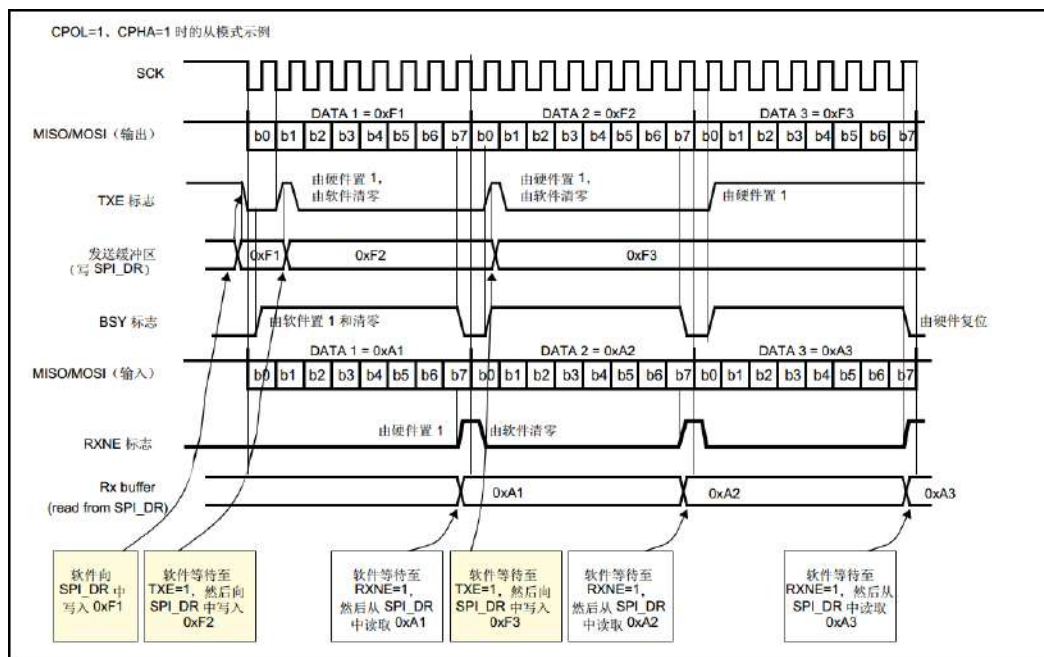 CPOL=1、CPHA=1 时的从模式示例
SCK
DATA 1 = 0xF1 DATA 2 = 0xF2 DATA 3 = 0xF3
MISO/MOSI（输出） b0 b1 b2 b3 b4 b5 b6 b7 b0 b1 b2 b3 b4 b5 b6 b7 b0 b1 b2 b3 b4 b5 b6 b7
由硬件置 1， 由硬件置 1，
TXE 标志 由软件清零 由软件清零 由硬件置 1
发送缓冲区 0xF1 0xF2 0xF3
（写 SPI_DR）
BSY 标志 由软件置 1 和清零 由硬件复位
DATA 1 = 0xA1 DATA 2 = 0xA2 DATA 3 = 0xA3
MISO/MOSI（输入） b0 b1 b2 b3 b4 b5 b6 b7 b0 b1 b2 b3 b4 b5 b6 b7 b0 b1 b2 b3 b4 b5 b6 b7
由硬件置 1 由软件清零
RXNE 标志
Rx buffer 0xA1 0xA2 0xA3
(read from SPI_DR)
软件向
SPI_DR 中
写入 0xF1
软件等待至
TXE=1，然后向
SPI_DR 中写入
0xF2
软件等待至
RXNE=1，
然后从 SPI_DR
中读取 0xA1
软件等待至
TXE=1，然后向
SPI_DR 中写入
0xF3
软件等待至
RXNE=1，
然后从 SPI_DR
中读取 0xA2
软件等待至
RXNE=1，然后从
SPI_DR 中读取
0xA3